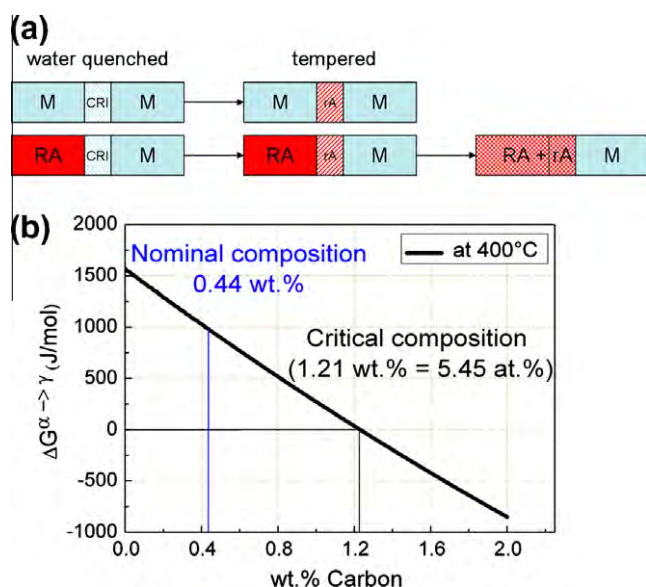 (a)
water quenched tempered
M CRI M M rA M
RA CRI M RA rA M RA + rA M
(b)
2000
1500
1000
500
0
-500
-1000
ΔG^α -> γ (J/mol)
Nominal composition
0.44 wt.%
at 400°C
Critical composition
(1.21 wt.% = 5.45 at.%)
0.0 0.4 0.8 1.2 1.6 2.0
wt.% Carbon